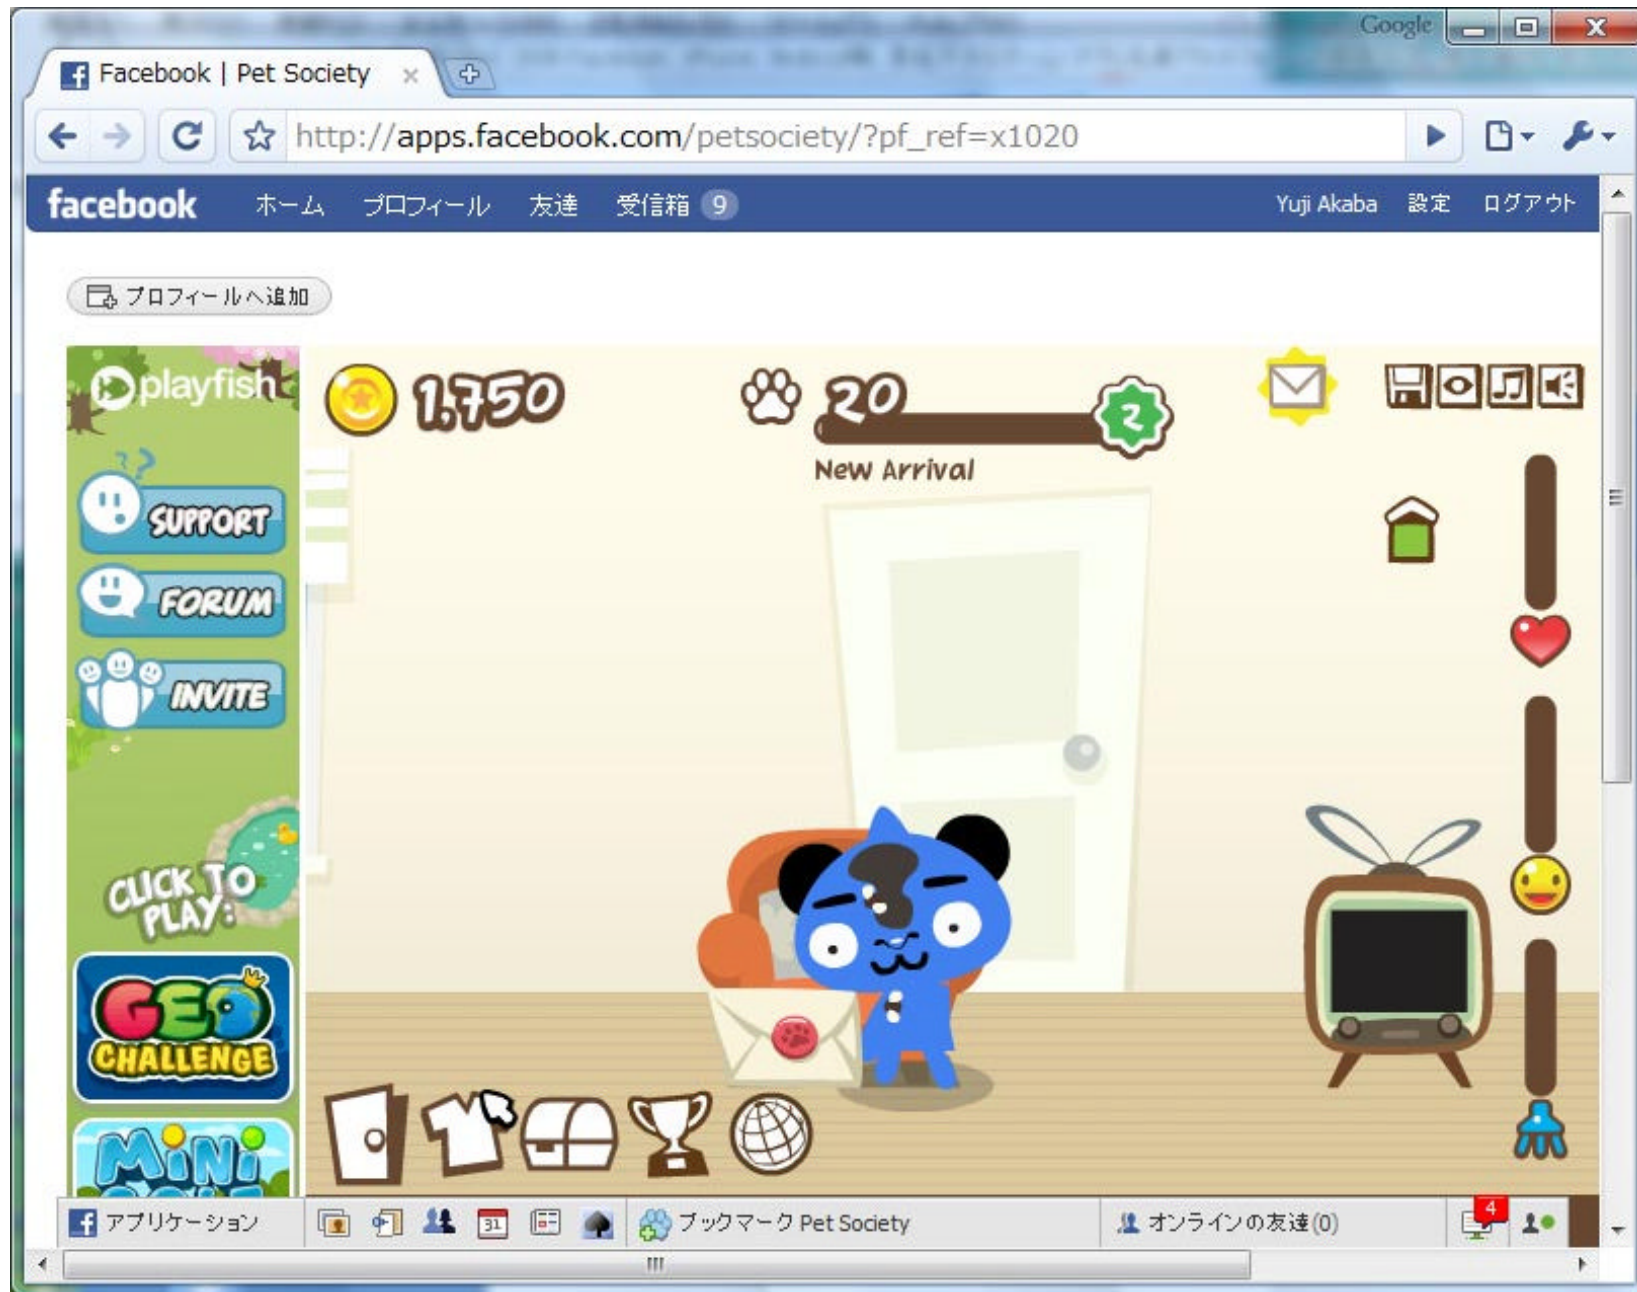 Google
Facebook | Pet Society
http://apps.facebook.com/petsociety/?pf_ref=x1020
facebook ホーム プロフィール 友達 受信箱 9 Yuji Akaba 設定 ログアウト
プロフィールへ追加
playfish
1,750
20
2
New Arrival
SUPPORT
FORUM
INVITE
CLICK TO
PLAY:
GEO
CHALLENGE
MINI
アプリケーション
31
ブックマーク Pet Society
オンラインの友達(0)
4